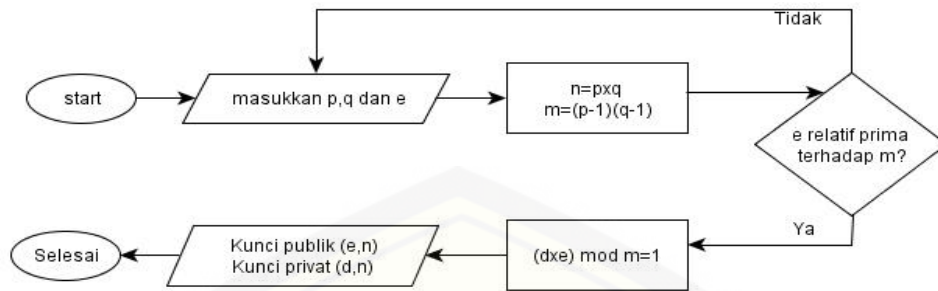 Tidak
start
masukkan p,q dan e
n=pxq
m=(p-1)(q-1)
e relatif prima
terhadap m?
Ya
(dxe) mod m=1
Kunci publik (e,n)
Kunci privat (d,n)
Selesai